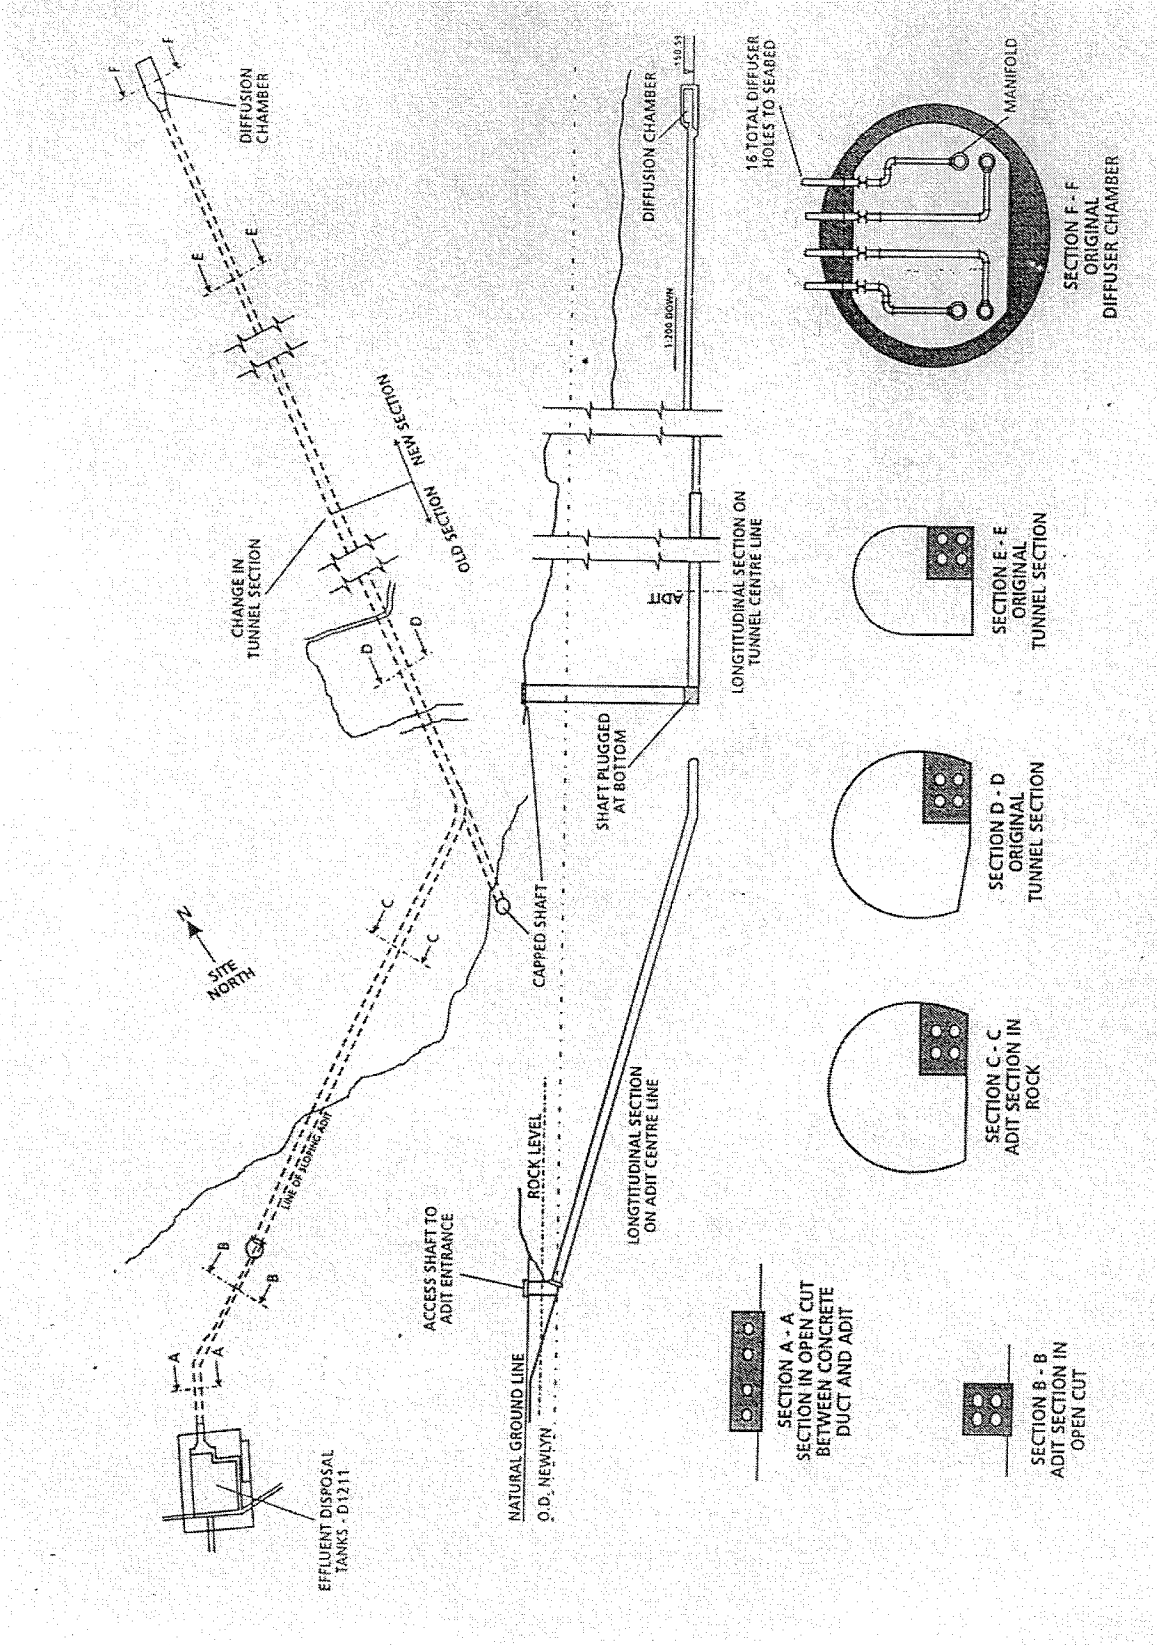 F
F
DIFFUSION
CHAMBER
E
E
EFFLUENT DISPOSAL
TANKS - D1211
A
A
B
B
LINE OF SLOPING ADIT
SITE
NORTH
N
C
C
D
D
CHANGE IN
TUNNEL SECTION
OLD SECTION
NEW SECTION
ACCESS SHAFT TO
ADIT ENTRANCE
NATURAL GROUND LINE
O.D. NEWLYN
ROCK LEVEL
CAPPED SHAFT
LONGTITUDINAL SECTION
ON ADIT CENTRE LINE
SHAFT PLUGGED
AT BOTTOM
ADIT
LONGTITUDINAL SECTION ON
TUNNEL CENTRE LINE
1:200 DOWN
DIFFUSION CHAMBER
150.59
16 TOTAL DIFFUSER
HOLES TO SEABED
MANIFOLD
SECTION A - A
SECTION IN OPEN CUT
BETWEEN CONCRETE
DUCT AND ADIT
SECTION B - B
ADIT SECTION IN
OPEN CUT
SECTION C - C
ADIT SECTION IN
ROCK
SECTION D - D
ORIGINAL
TUNNEL SECTION
SECTION E - E
ORIGINAL
TUNNEL SECTION
SECTION F - F
ORIGINAL
DIFFUSER CHAMBER